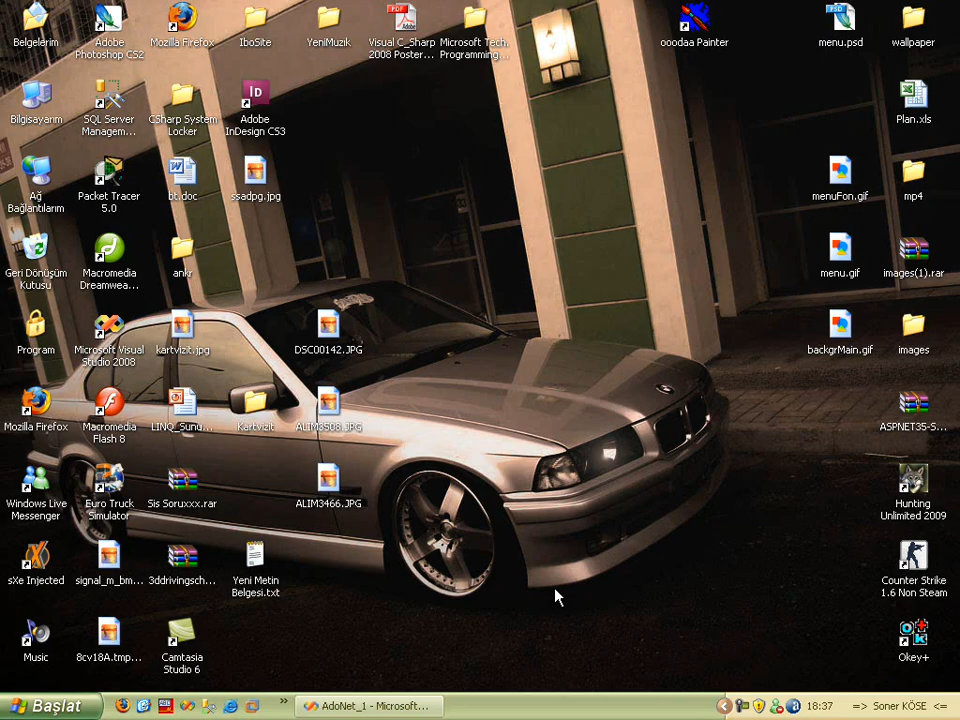 Belgelerim
Adobe
Photoshop CS2
Mozilla Firefox
IboSite
YeniMuzik
Visual C_Sharp
2008 Poster...
Microsoft Tech.
Programming...
ooodaa Painter
menu.psd
wallpaper
Bilgisayarım
SQL Server
Managem...
CSharp System
Locker
Adobe
InDesign CS3
Plan.xls
Ağ
Bağlantılarım
Packet Tracer
5.0
bt.doc
ssadpg.jpg
menuFon.gif
mp4
Geri Dönüşüm
Kutusu
Macromedia
Dreamwea...
ankr
menu.gif
images(1).rar
Program
Microsoft Visual
Studio 2008
kartvizit.jpg
DSC00142.JPG
backgrMain.gif
images
Mozilla Firefox
Macromedia
Flash 8
LINQ_Sunu...
Kartvizit
ALIM3508.JPG
ASPNET35-S...
Windows Live
Messenger
Euro Truck
Simulator
Sis Soruxxx.rar
ALIM3466.JPG
Hunting
Unlimited 2009
sXe Injected
signal_m_bm...
3ddrivingsch...
Yeni Metin
Belgesi.txt
Counter Strike
1.6 Non Steam
Music
8cv18A.tmp...
Camtasia
Studio 6
Okey+
Başlat
AdoNet_1 - Microsoft...
18:37
=> Soner KÖSE <=